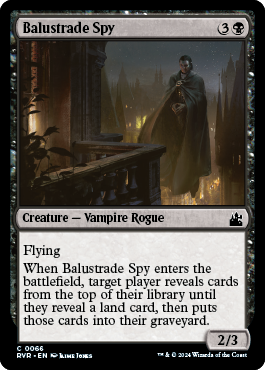 Balustrade Spy 3
Creature — Vampire Rogue
Flying
When Balustrade Spy enters the
battlefield, target player reveals cards
from the top of their library until
they reveal a land card, then puts
those cards into their graveyard.
2/3
C 0066
RVR • EN Jaime Jones
™ & © 2024 Wizards of the Coast